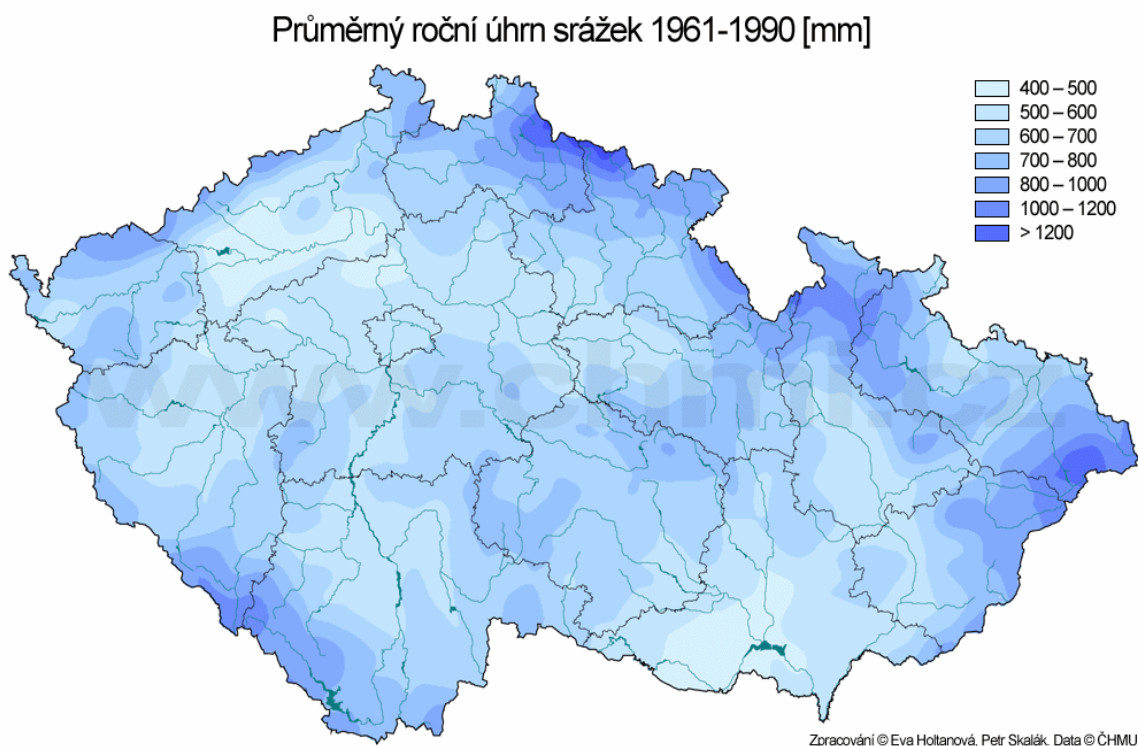 Průměrný roční úhrn srážek 1961-1990 [mm]
400 – 500
500 – 600
600 – 700
700 – 800
800 – 1000
1000 – 1200
> 1200
www.chmi.cz
Zpracování © Eva Holtanová, Petr Skalák, Data © ČHMU